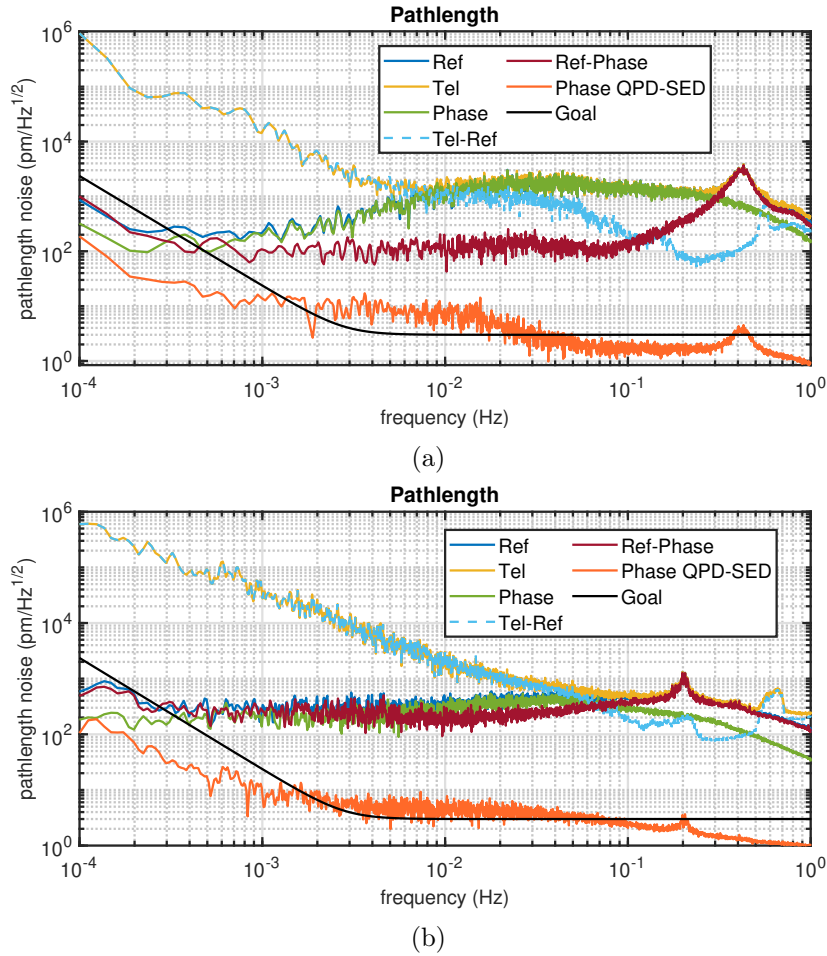 Pathlength
pathlength noise (pm/Hz^1/2)
10^6
10^4
10^2
10^0
Ref
Tel
Phase
Tel-Ref
Ref-Phase
Phase QPD-SED
Goal
10^-4 10^-3 10^-2 10^-1 10^0
frequency (Hz)
(a)
Pathlength
pathlength noise (pm/Hz^1/2)
10^6
10^4
10^2
10^0
Ref
Tel
Phase
Tel-Ref
Ref-Phase
Phase QPD-SED
Goal
10^-4 10^-3 10^-2 10^-1 10^0
frequency (Hz)
(b)